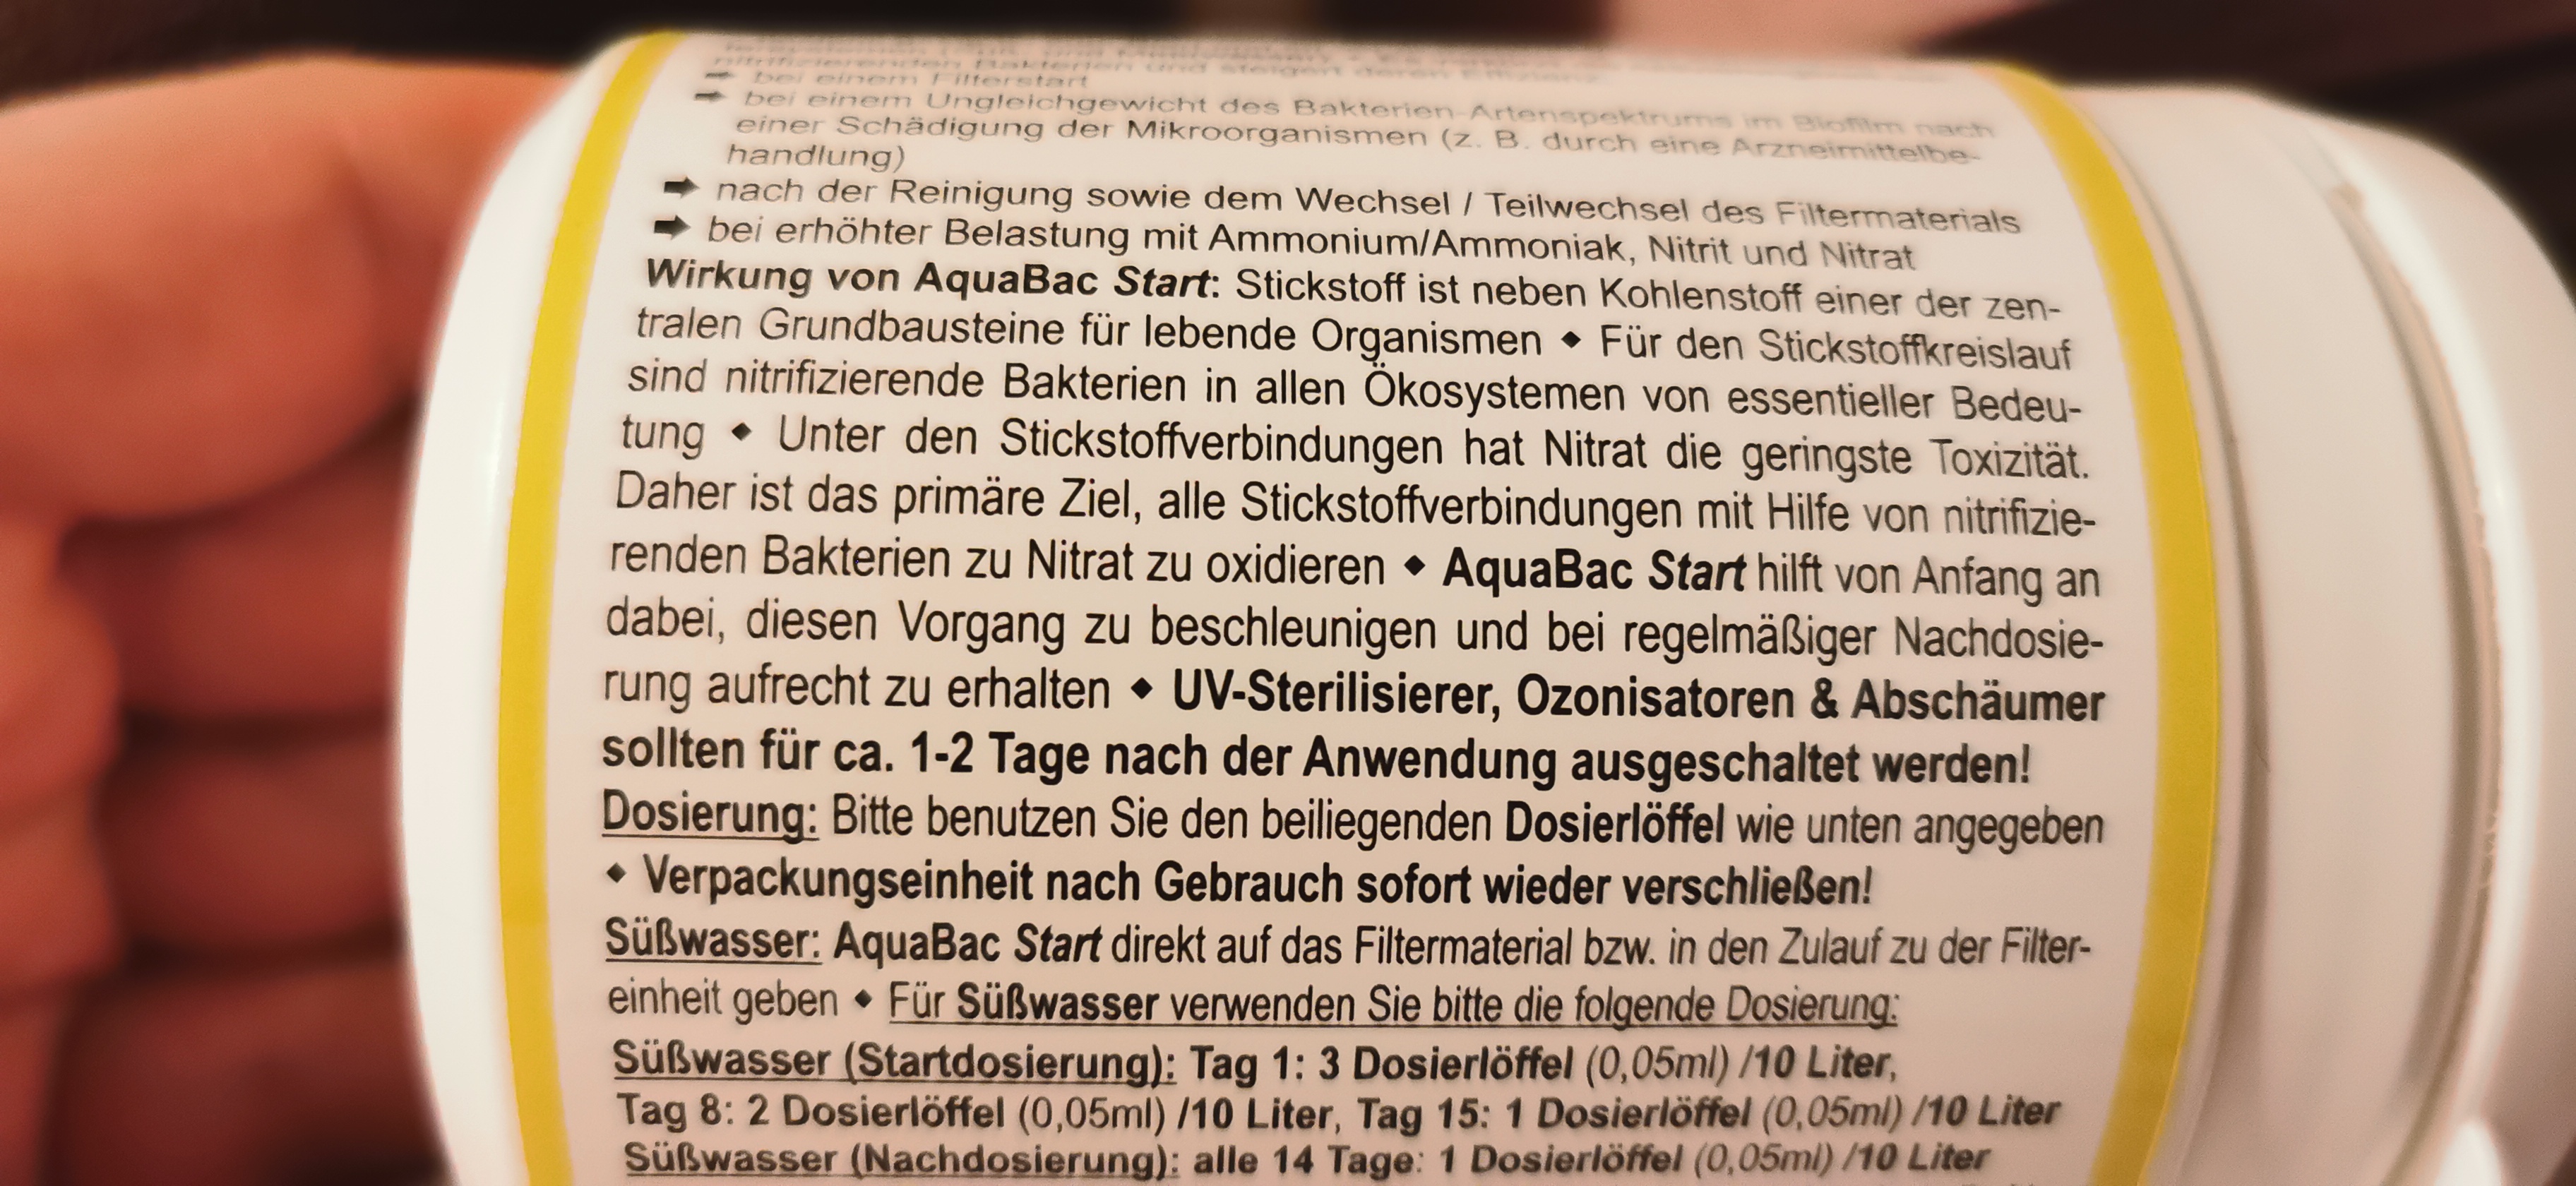 nitrifizierenden Bakterien und steigert deren Effizienz
➡ bei einem Filterstart
➡ bei einem Ungleichgewicht des Bakterien-Artenspektrums im Biofilm nach
einer Schädigung der Mikroorganismen (z. B. durch eine Arzneimittelbe-
handlung)
➡ nach der Reinigung sowie dem Wechsel / Teilwechsel des Filtermaterials
➡ bei erhöhter Belastung mit Ammonium/Ammoniak, Nitrit und Nitrat
Wirkung von AquaBac Start: Stickstoff ist neben Kohlenstoff einer der zen-
tralen Grundbausteine für lebende Organismen ◆ Für den Stickstoffkreislauf
sind nitrifizierende Bakterien in allen Ökosystemen von essentieller Bedeu-
tung ◆ Unter den Stickstoffverbindungen hat Nitrat die geringste Toxizität.
Daher ist das primäre Ziel, alle Stickstoffverbindungen mit Hilfe von nitrifizie-
renden Bakterien zu Nitrat zu oxidieren ◆ AquaBac Start hilft von Anfang an
dabei, diesen Vorgang zu beschleunigen und bei regelmäßiger Nachdosie-
rung aufrecht zu erhalten ◆ UV-Sterilisierer, Ozonisatoren & Abschäumer
sollten für ca. 1-2 Tage nach der Anwendung ausgeschaltet werden!
Dosierung: Bitte benutzen Sie den beiliegenden Dosierlöffel wie unten angegeben
◆ Verpackungseinheit nach Gebrauch sofort wieder verschließen!
Süßwasser: AquaBac Start direkt auf das Filtermaterial bzw. in den Zulauf zu der Filter-
einheit geben ◆ Für Süßwasser verwenden Sie bitte die folgende Dosierung:
Süßwasser (Startdosierung): Tag 1: 3 Dosierlöffel (0,05ml) /10 Liter,
Tag 8: 2 Dosierlöffel (0,05ml) /10 Liter, Tag 15: 1 Dosierlöffel (0,05ml) /10 Liter
Süßwasser (Nachdosierung): alle 14 Tage: 1 Dosierlöffel (0,05ml) /10 Liter